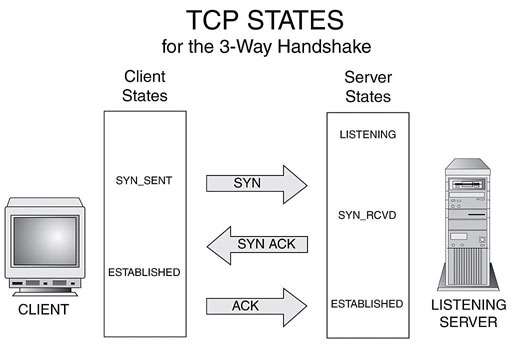 TCP STATES
for the 3-Way Handshake
Client
States
Server
States
LISTENING
SYN_SENT
SYN
SYN_RCVD
SYN ACK
ESTABLISHED
ACK
ESTABLISHED
CLIENT
LISTENING
SERVER